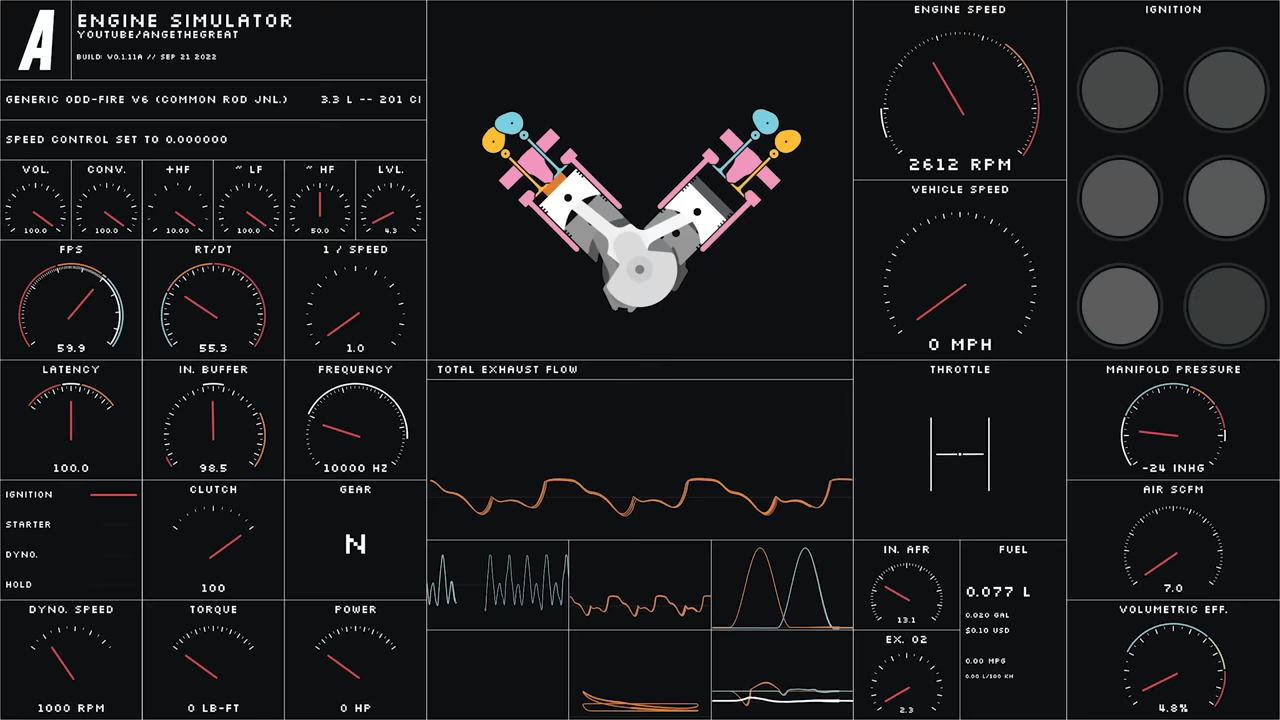 A
ENGINE SIMULATOR
YOUTUBE/ANGETHEGREAT
BUILD: V0.1.11A // SEP 21 2022
GENERIC ODD-FIRE V6 (COMMON ROD JNL.) 3.3 L -- 201 CI
SPEED CONTROL SET TO 0.000000
VOL. CONV. +HF ~ LF ~ HF LVL.
100.0 100.0 10.00 100.0 50.0 4.3
FPS RT/DT 1 / SPEED
59.9 55.3 1.0
LATENCY IN. BUFFER FREQUENCY
100.0 98.5 10000 HZ
IGNITION
STARTER
DYNO.
HOLD
CLUTCH
100
GEAR
N
DYNO. SPEED TORQUE POWER
1000 RPM 0 LB-FT 0 HP
TOTAL EXHAUST FLOW
ENGINE SPEED
2612 RPM
VEHICLE SPEED
0 MPH
THROTTLE
IN. AFR
13.1
EX. O2
2.3
FUEL
0.077 L
0.020 GAL
$0.10 USD
0.00 MPG
0.00 L/100 KM
IGNITION
MANIFOLD PRESSURE
-24 INHG
AIR SCFM
7.0
VOLUMETRIC EFF.
4.8%